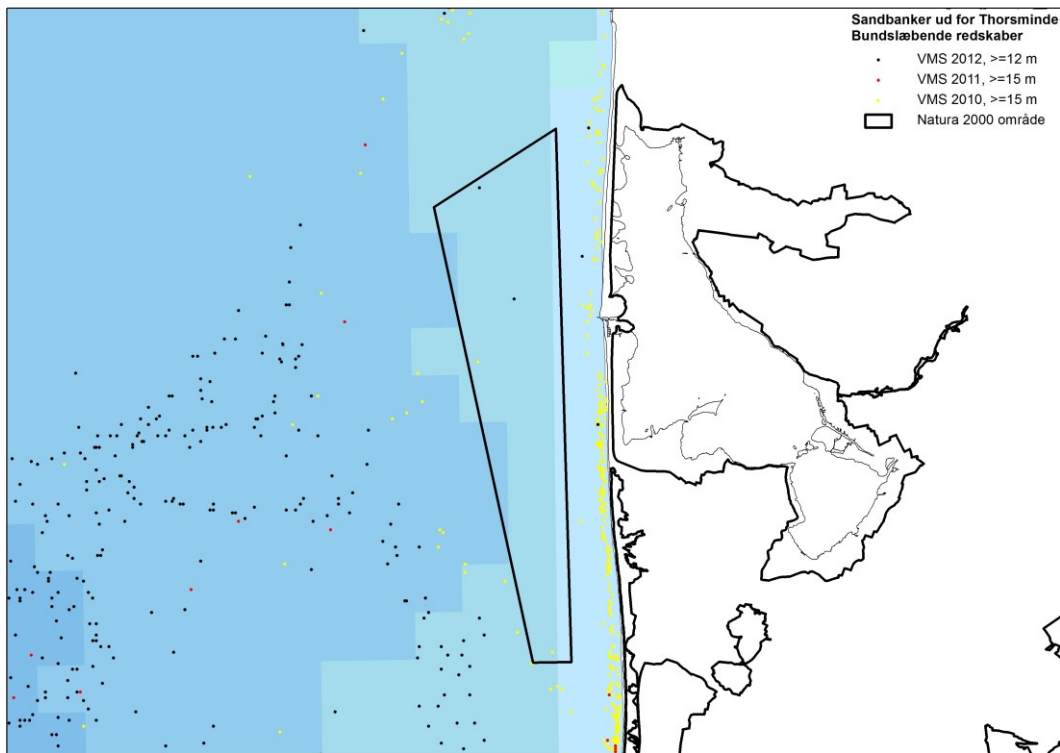 Sandbanker ud for Thorsminde
Bundslæbende redskaber
VMS 2012, >=12 m
VMS 2011, >=15 m
VMS 2010, >=15 m
Natura 2000 område